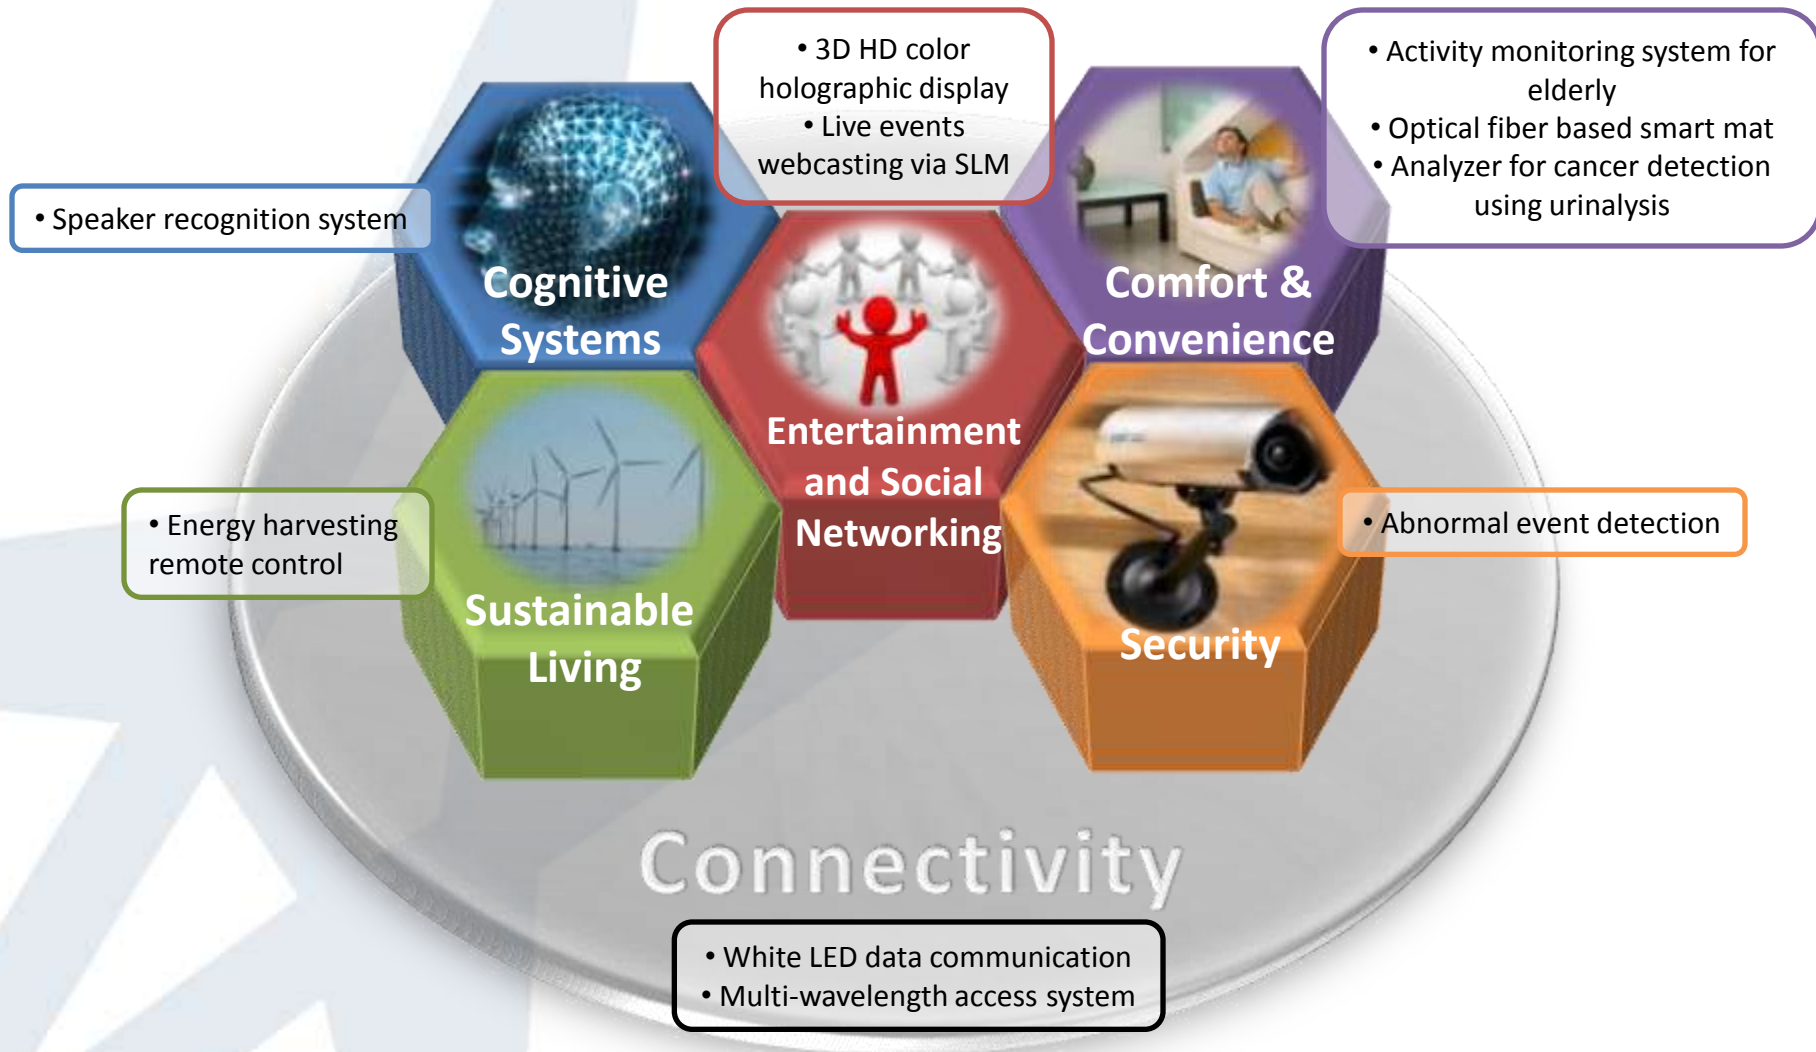 • 3D HD color
holographic display
• Live events
webcasting via SLM
• Activity monitoring system for
elderly
• Optical fiber based smart mat
• Analyzer for cancer detection
using urinalysis
• Speaker recognition system
Cognitive
Systems
Comfort &
Convenience
Entertainment
and Social
Networking
• Energy harvesting
remote control
• Abnormal event detection
Sustainable
Living
Security
Connectivity
• White LED data communication
• Multi-wavelength access system